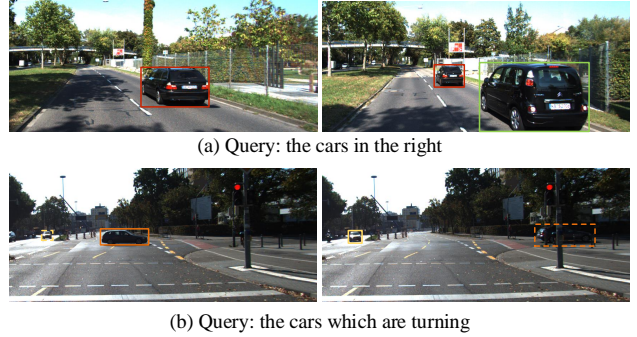 (a) Query: the cars in the right
(b) Query: the cars which are turning